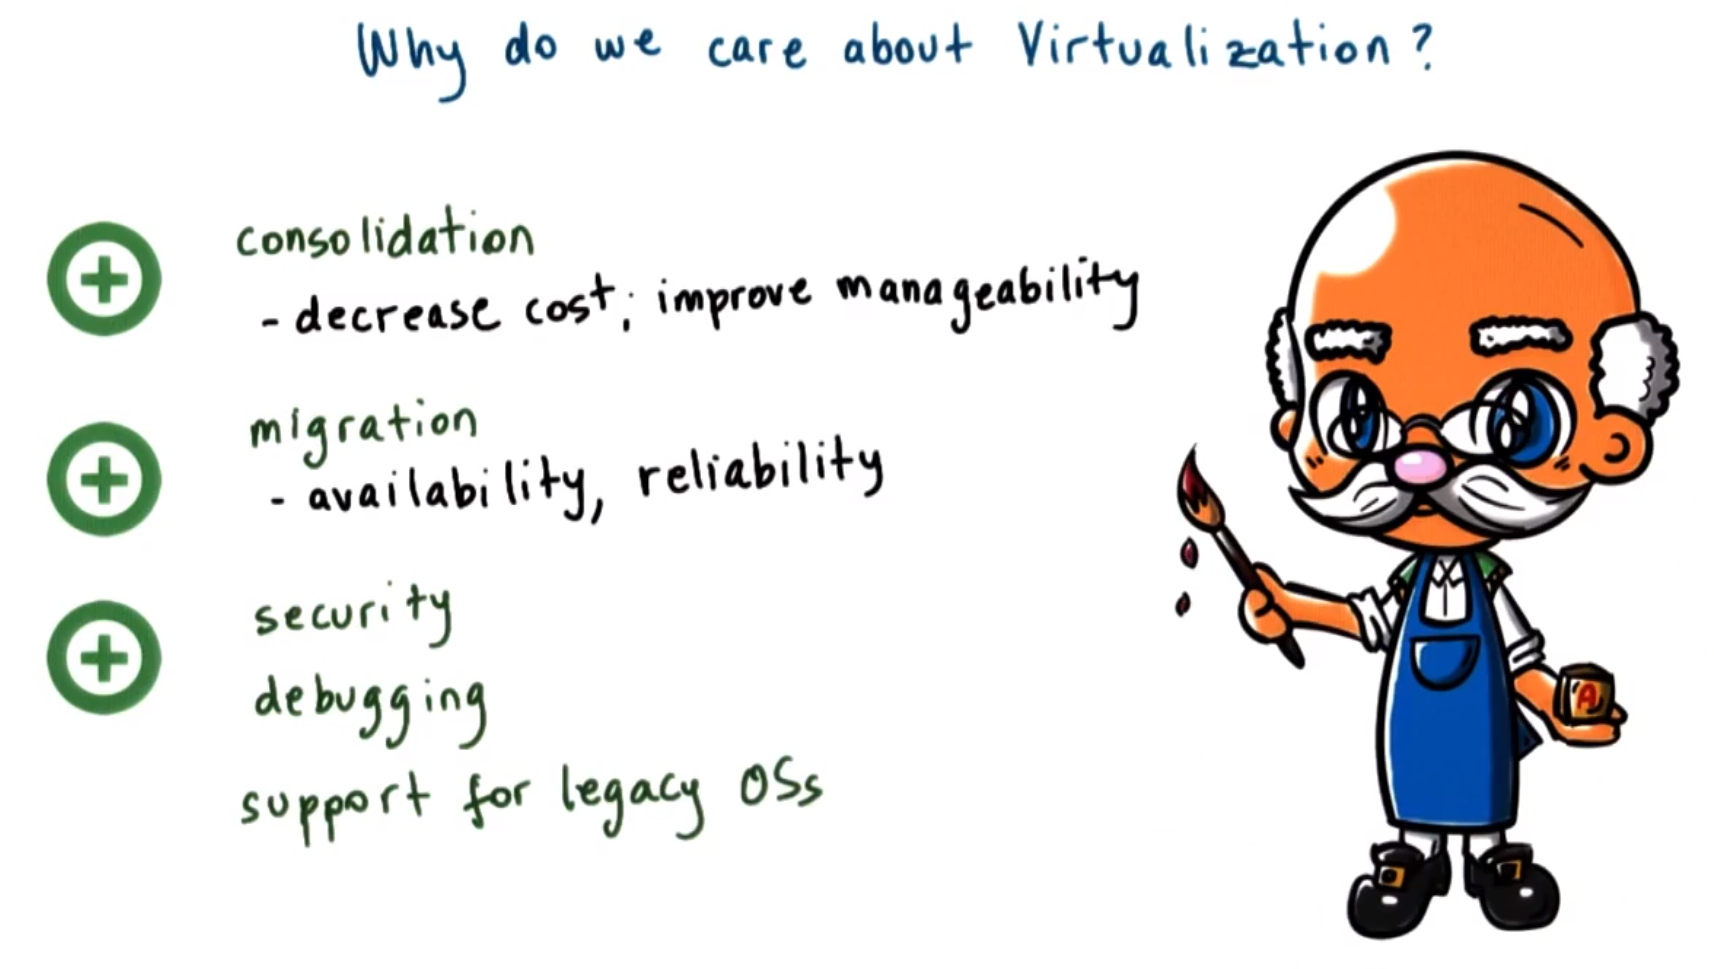 Why do we care about Virtualization?
consolidation
- decrease cost; improve manageability
migration
- availability, reliability
security
debugging
support for legacy OSs
A